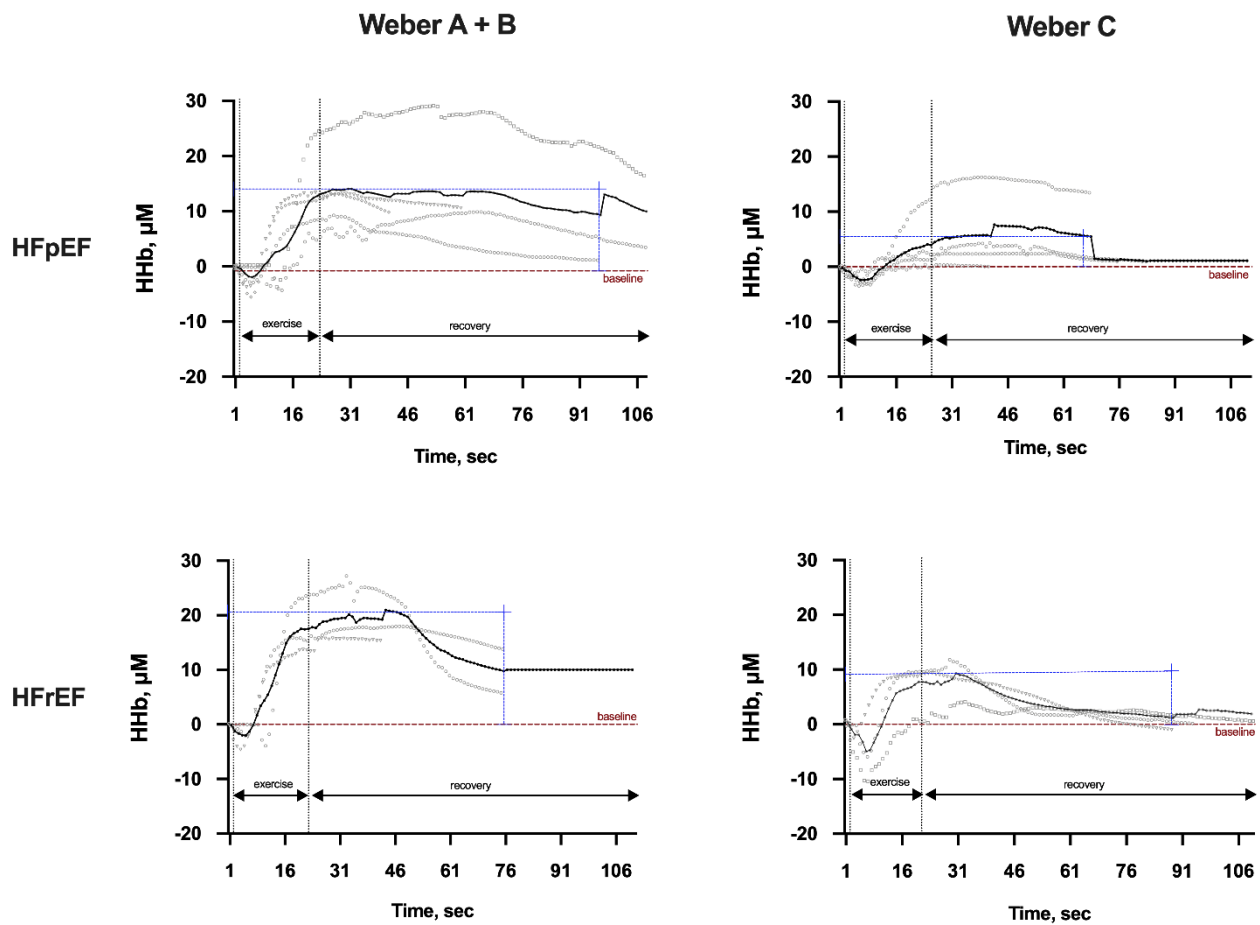 Weber A + B
Weber C
HFpEF
HHb, µM
30
20
10
0
-10
-20
baseline
exercise
recovery
1 16 31 46 61 76 91 106
Time, sec
HHb, µM
30
20
10
0
-10
-20
baseline
exercise
recovery
1 16 31 46 61 76 91 106
Time, sec
HFrEF
HHb, µM
30
20
10
0
-10
-20
baseline
exercise
recovery
1 16 31 46 61 76 91 106
Time, sec
HHb, µM
30
20
10
0
-10
-20
baseline
exercise
recovery
1 16 31 46 61 76 91 106
Time, sec